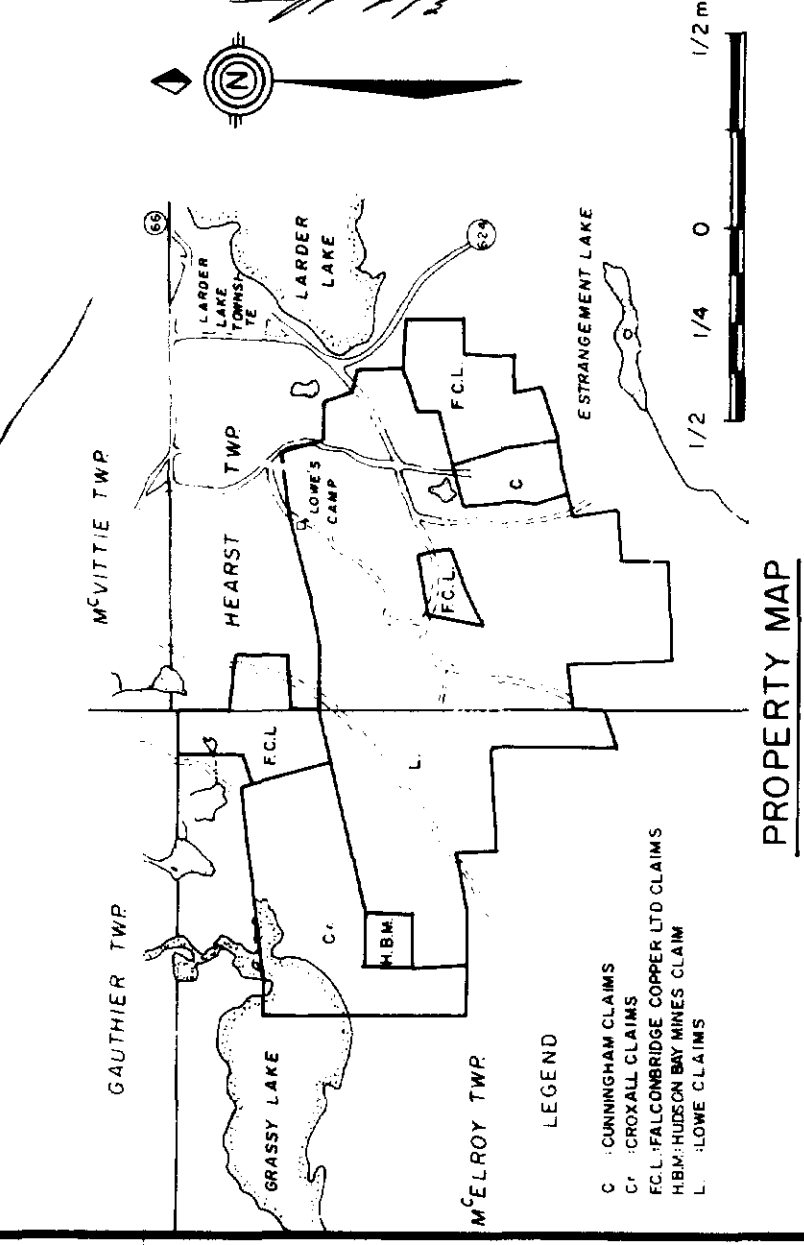 GAUTHIER TWP.
McVITTIE TWP.
66
LARDER
LAKE
TOWNSI
TE
LARDER
LAKE
HEARST TWP.
624
LOWE'S
CAMP
GRASSY LAKE
F.C.L
Cr.
H.B.M.
L.
F.C.L.
F.C.L.
C
McELROY TWP.
ESTRANGEMENT LAKE
N
LEGEND
C :CUNNINGHAM CLAIMS
Cr :CROXALL CLAIMS
F.C.L.:FALCONBRIDGE COPPER LTD CLAIMS
H.B.M.:HUDSON BAY MINES CLAIM
L. :LOWE CLAIMS
1/2 1/4 0 1/2 m
PROPERTY MAP